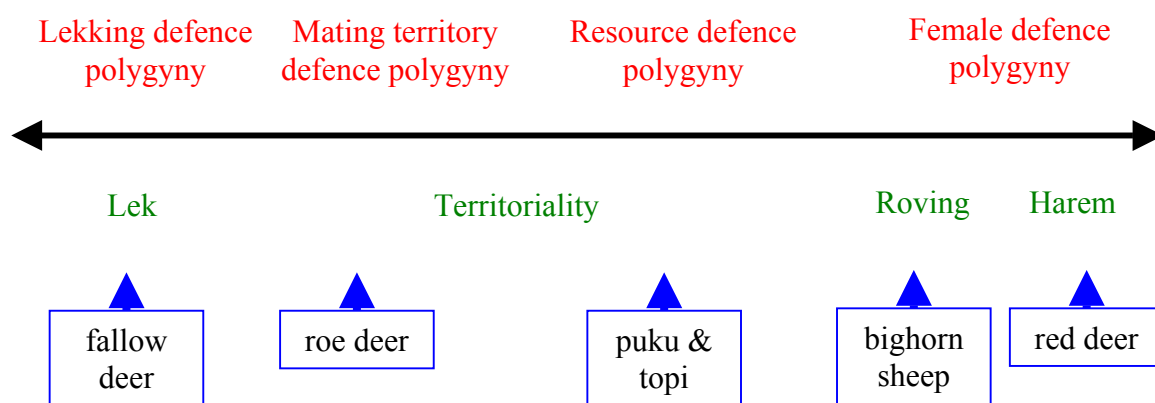 Lekking defence
polygyny
Mating territory
defence polygyny
Resource defence
polygyny
Female defence
polygyny
Lek
Territoriality
Roving
Harem
fallow
deer
roe deer
puku &
topi
bighorn
sheep
red deer